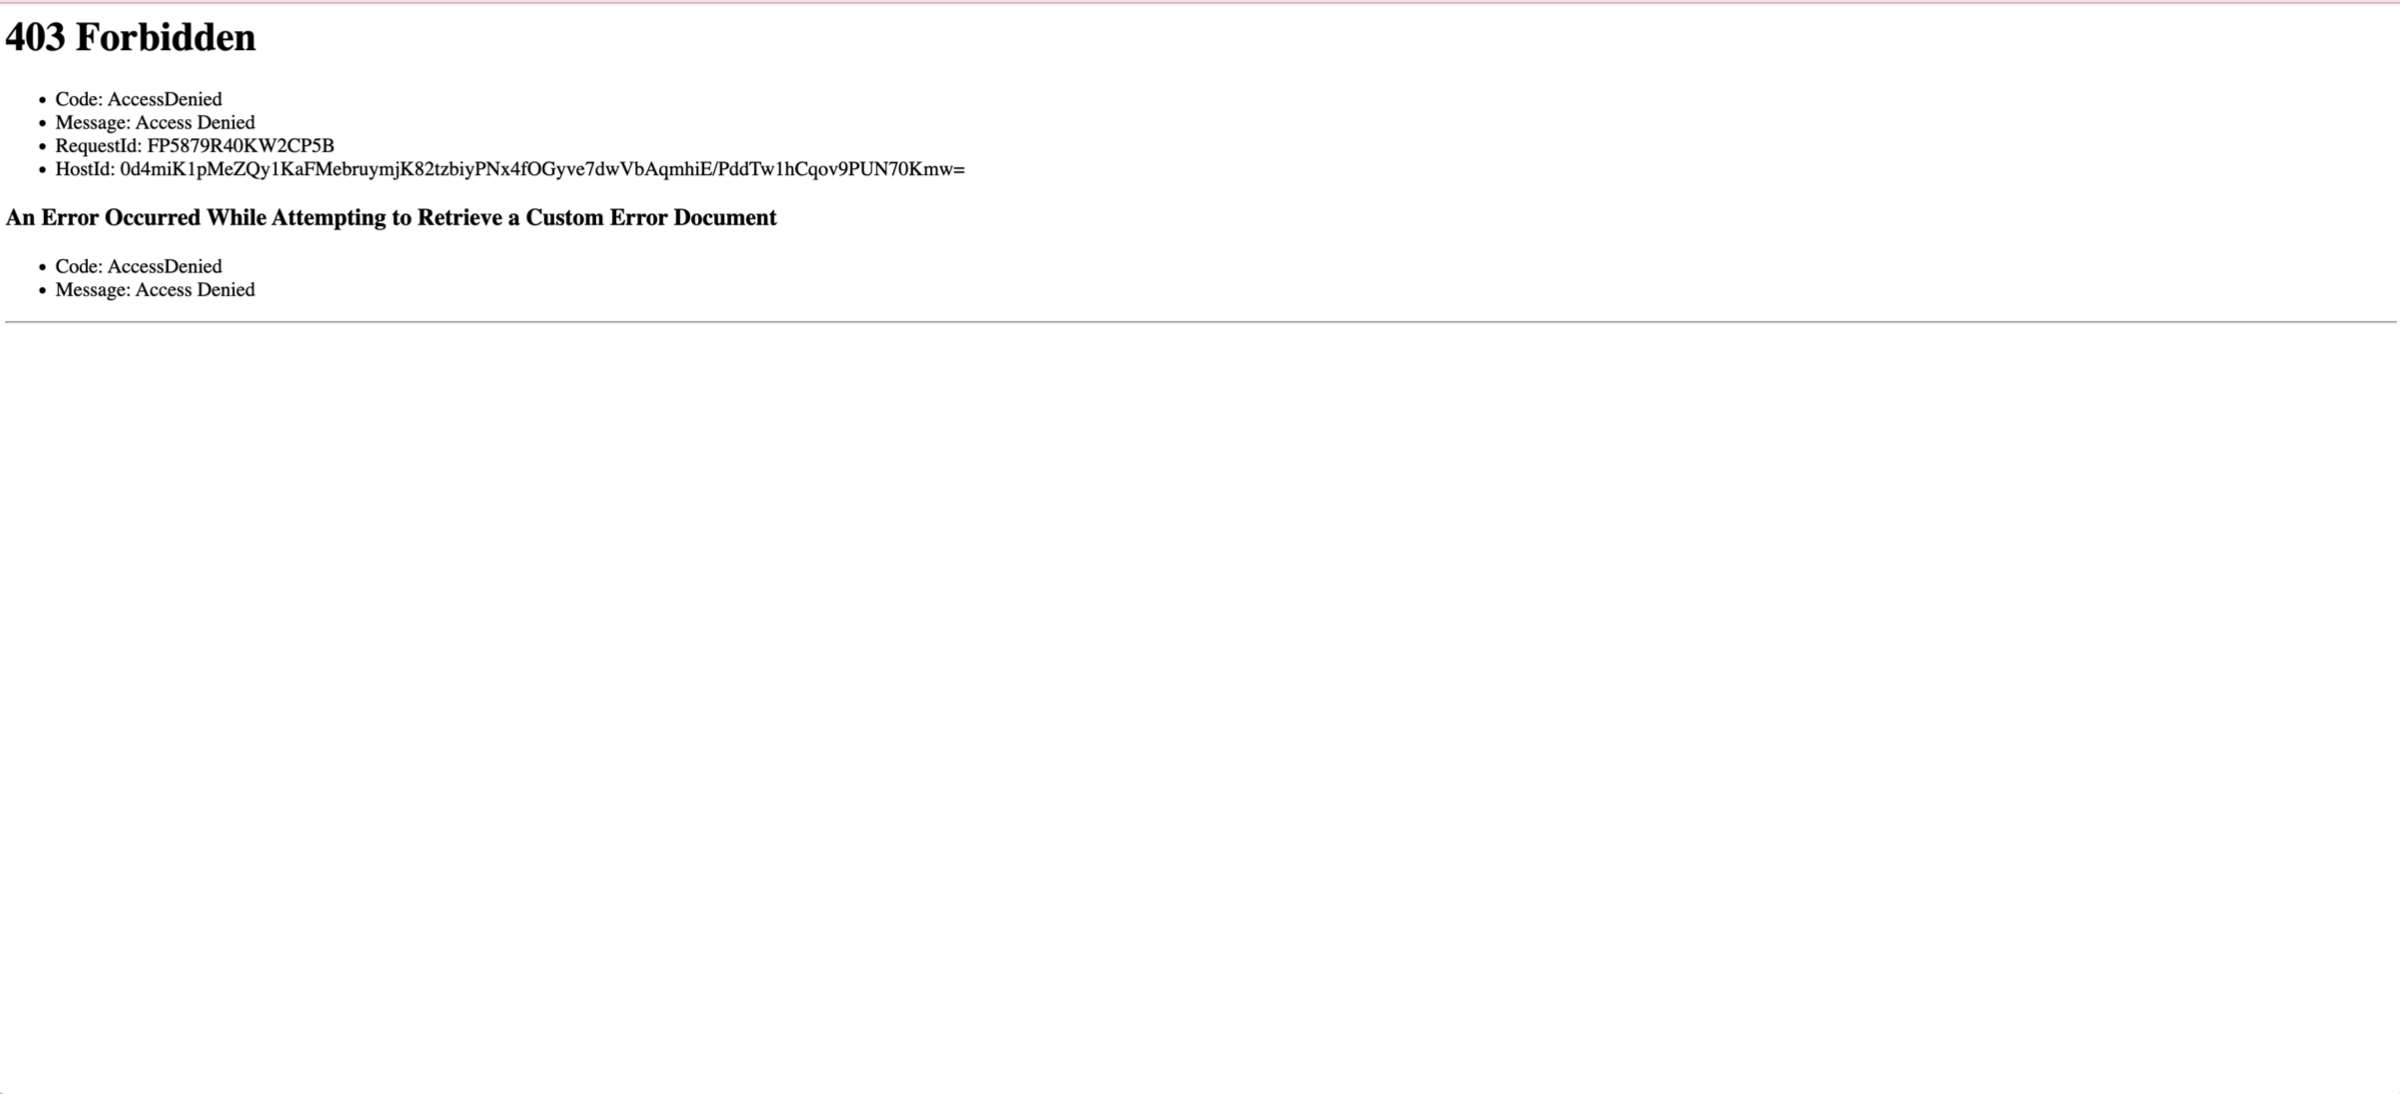 403 Forbidden
Code: AccessDenied
Message: Access Denied
RequestId: FP5879R40KW2CP5B
HostId: 0d4miK1pMeZQy1KaFMebruymjK82tzbiyPNx4fOGyve7dwVbAqmhiE/PddTw1hCqov9PUN70Kmw=
An Error Occurred While Attempting to Retrieve a Custom Error Document
Code: AccessDenied
Message: Access Denied